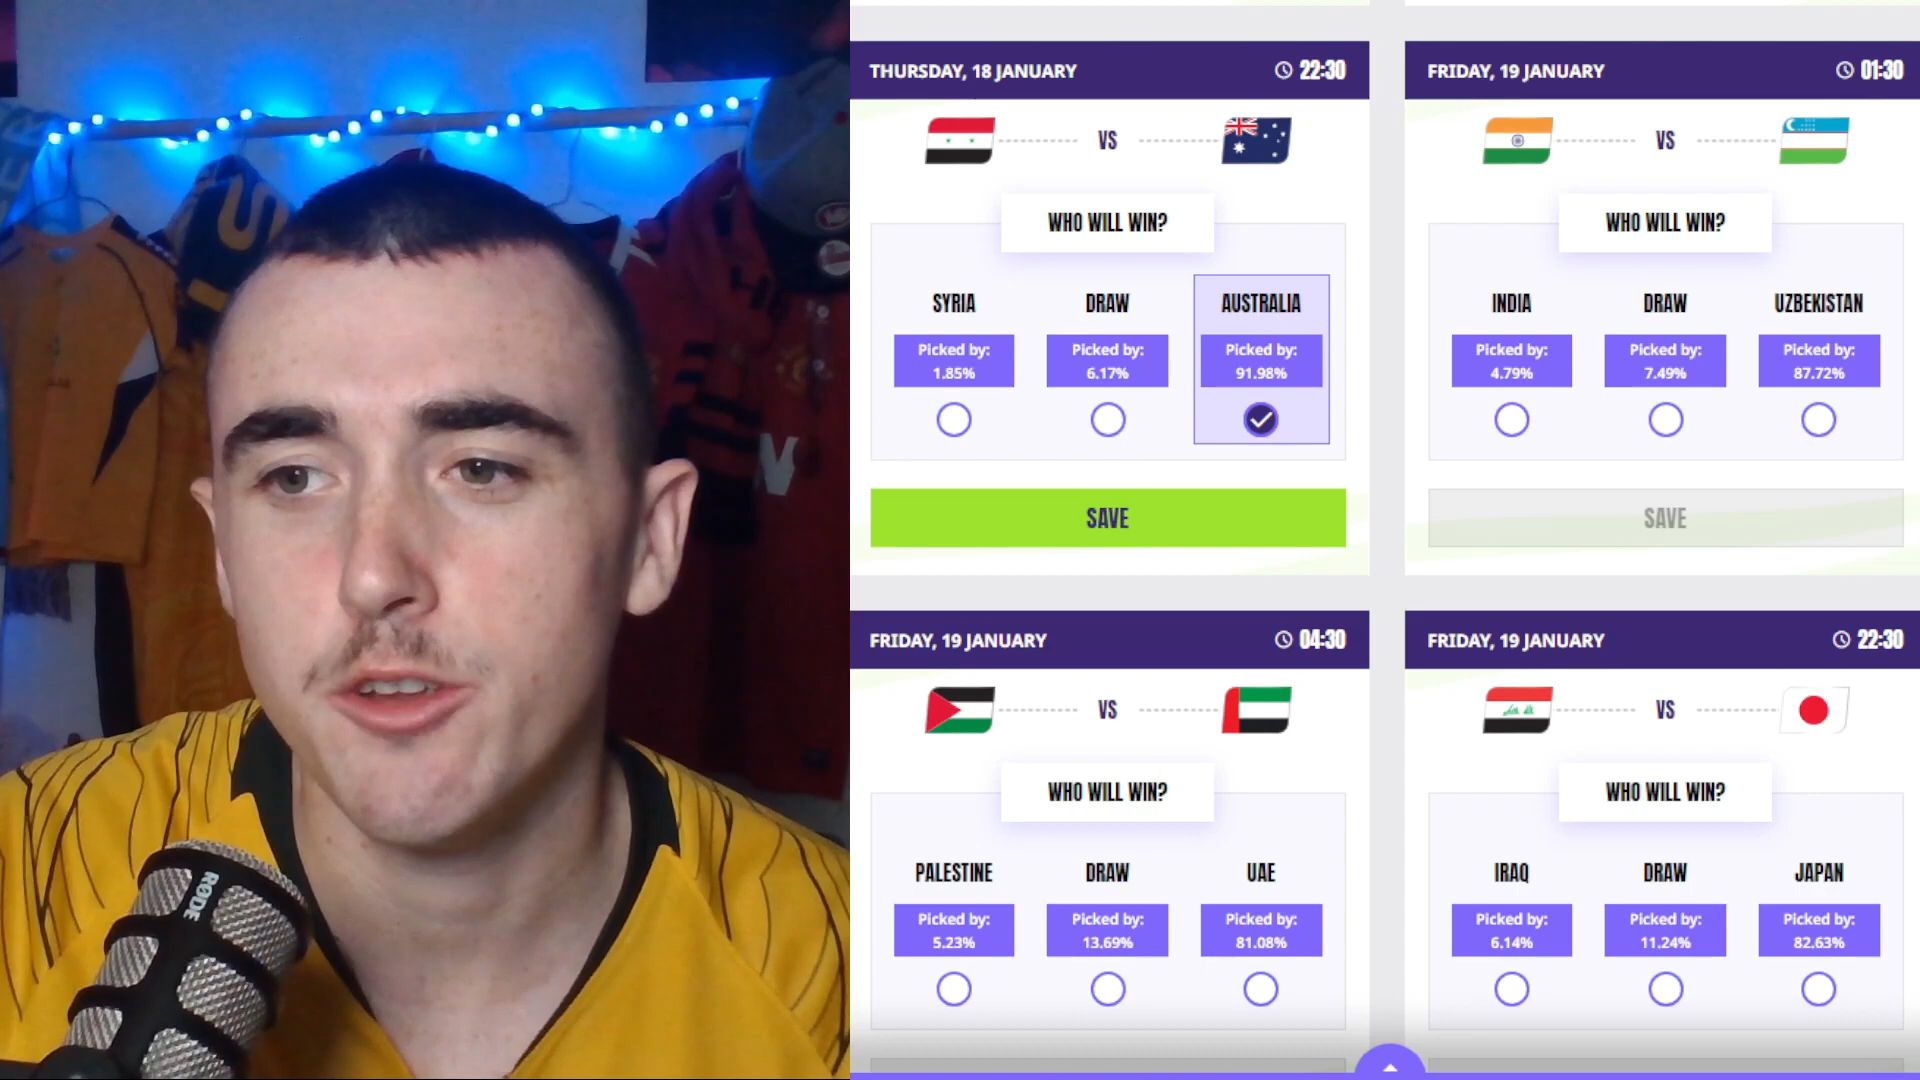 THURSDAY, 18 JANUARY 22:30
VS
WHO WILL WIN?
SYRIA DRAW AUSTRALIA
Picked by: Picked by: Picked by:
1.85% 6.17% 91.98%
SAVE
FRIDAY, 19 JANUARY 01:30
VS
WHO WILL WIN?
INDIA DRAW UZBEKISTAN
Picked by: Picked by: Picked by:
4.79% 7.49% 87.72%
SAVE
FRIDAY, 19 JANUARY 04:30
VS
WHO WILL WIN?
PALESTINE DRAW UAE
Picked by: Picked by: Picked by:
5.23% 13.69% 81.08%
FRIDAY, 19 JANUARY 22:30
VS
WHO WILL WIN?
IRAQ DRAW JAPAN
Picked by: Picked by: Picked by:
6.14% 11.24% 82.63%
RØDE